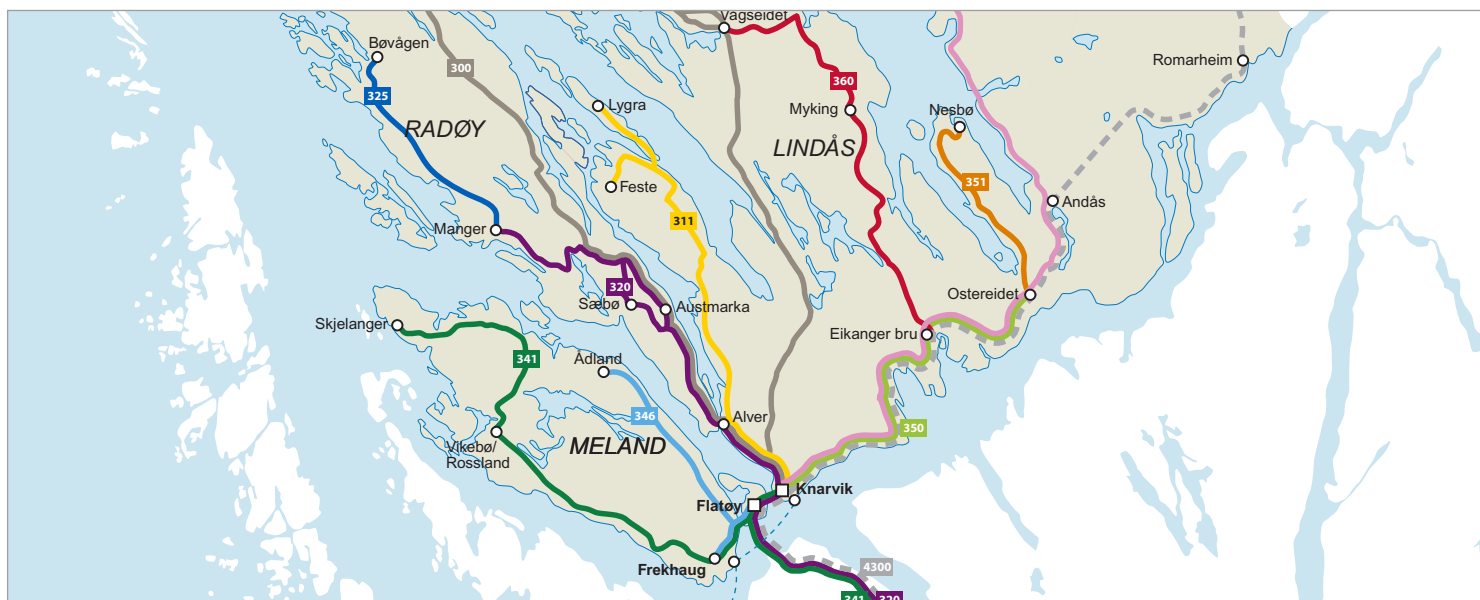 Vågseidet
Bøvågen
300
Romarheim
360
325
Lygra
Myking
Nesbø
RADØY
LINDÅS
351
Feste
Andås
311
Manger
320
Ostereidet
Sæbø
Austmarka
Skjelanger
Eikanger bru
341
Ådland
346
Alver
350
MELAND
Vikebø/
Rossland
Knarvik
Flatøy
Frekhaug
4300
341
320